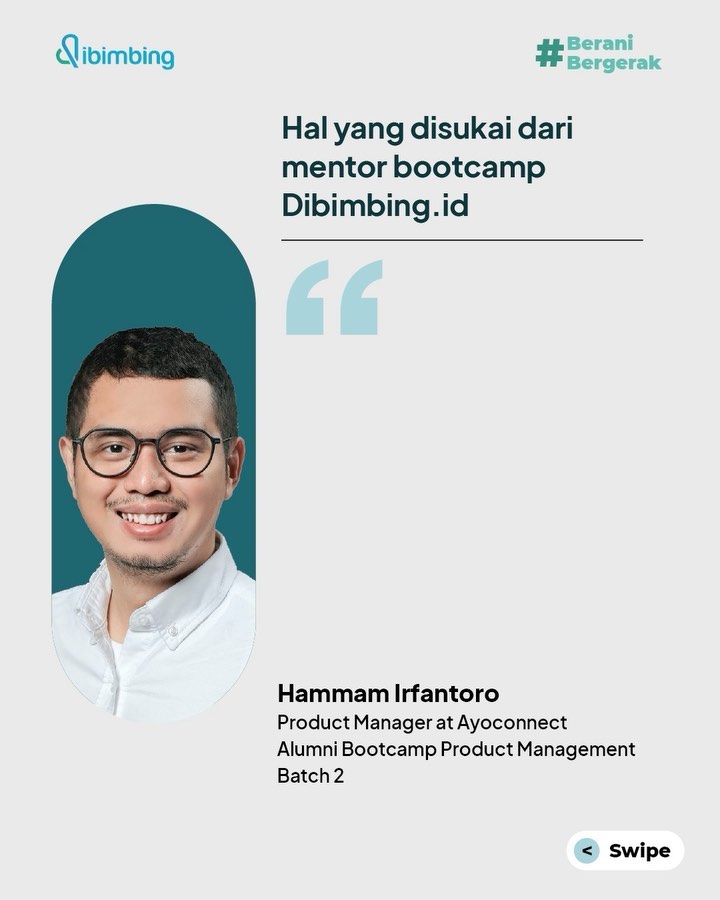 dibimbing
#Berani
Bergerak
Hal yang disukai dari
mentor bootcamp
Dibimbing.id
“
Hammam Irfantoro
Product Manager at Ayoconnect
Alumni Bootcamp Product Management
Batch 2
< Swipe